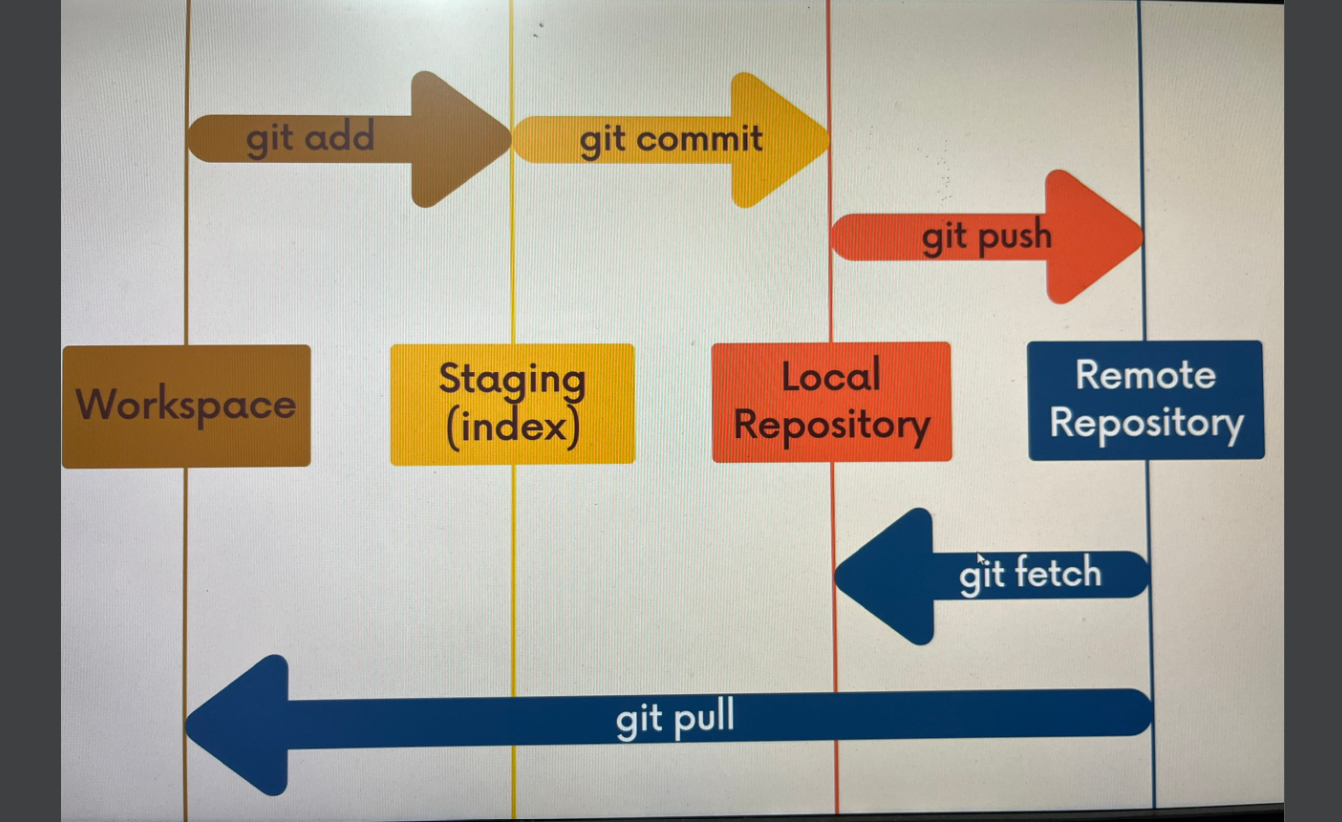 git add
git commit
git push
Workspace
Staging
(index)
Local
Repository
Remote
Repository
git fetch
git pull